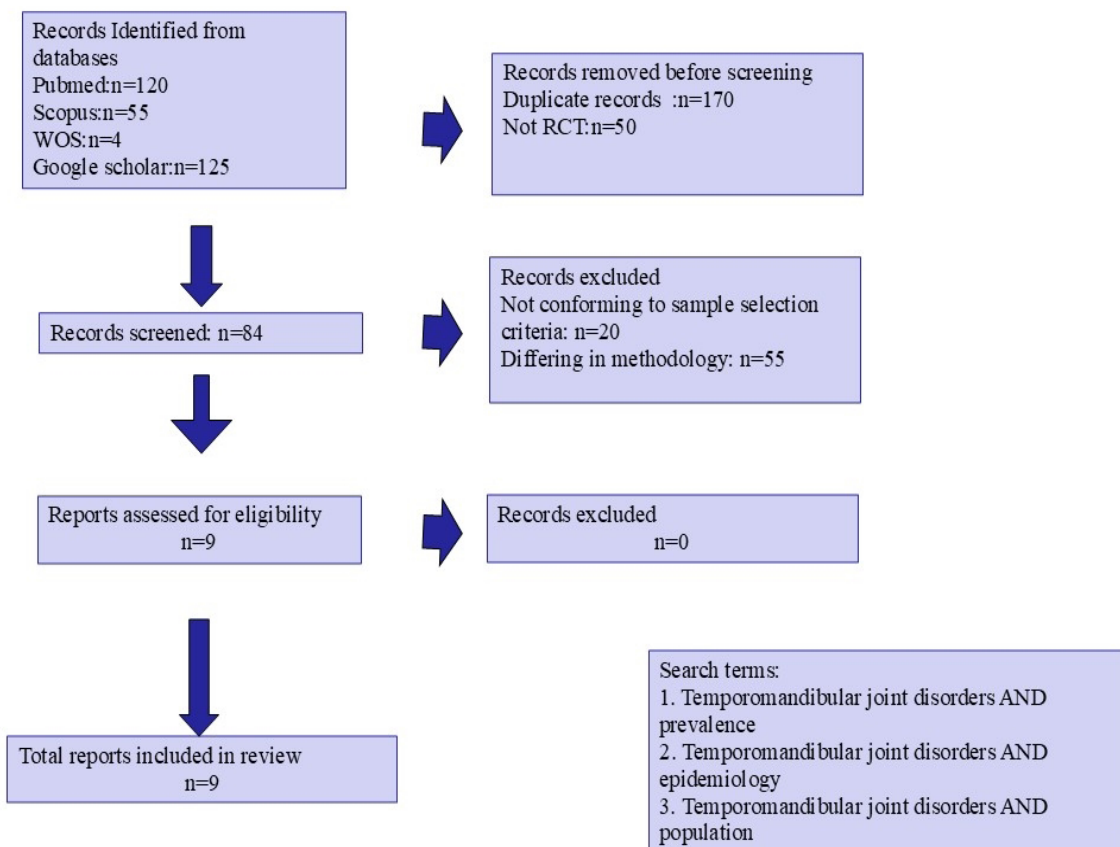 Records Identified from
databases
Pubmed:n=120
Scopus:n=55
WOS:n=4
Google scholar:n=125
Records removed before screening
Duplicate records :n=170
Not RCT:n=50
Records screened: n=84
Records excluded
Not conforming to sample selection
criteria: n=20
Differing in methodology: n=55
Reports assessed for eligibility
n=9
Records excluded
n=0
Total reports included in review
n=9
Search terms:
1. Temporomandibular joint disorders AND
prevalence
2. Temporomandibular joint disorders AND
epidemiology
3. Temporomandibular joint disorders AND
population